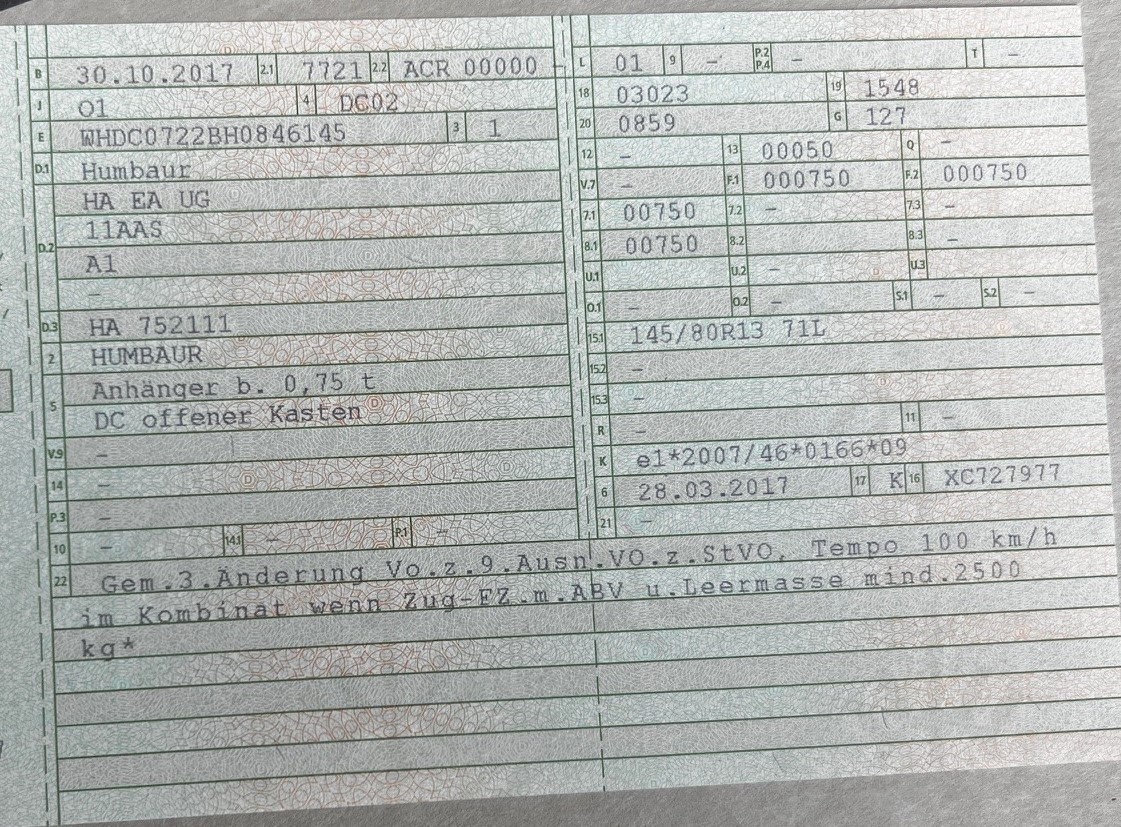 B 30.10.2017 2.1 7721 2.2 ACR 00000
J O1 4 DC02
E WHDC0722BH0846145 3 1
D.1 Humbaur
HA EA UG
D.2 11AAS
A1
–
D.3 HA 752111
2 HUMBAUR
5 Anhänger b. 0,75 t
DC offener Kasten
V.9 –
14 –
P.3 –
10 – 14.1 – P.1 –
L 01 9 – P.2 P.4 – T –
18 03023 19 1548
20 0859 G 127
12 – 13 00050 Q –
V.7 – F.1 000750 F.2 000750
7.1 00750 7.2 – 7.3 –
8.1 00750 8.2 8.3 –
U.1 U.2 – U.3
O.1 – O.2 – S.1 – S.2 –
15.1 145/80R13 71L
15.2 –
15.3 –
R – 11 –
K e1*2007/46*0166*09
6 28.03.2017 17 K 16 XC727977
21 –
22 Gem.3.Änderung Vo.z.9.Ausn.VO.z.StVO, Tempo 100 km/h
im Kombinat wenn Zug-FZ.m.ABV u.Leermasse mind.2500
kg*